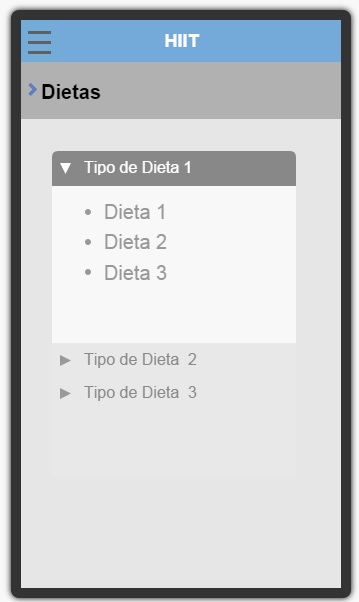 HIIT
Dietas
Tipo de Dieta 1
• Dieta 1
• Dieta 2
• Dieta 3
Tipo de Dieta 2
Tipo de Dieta 3